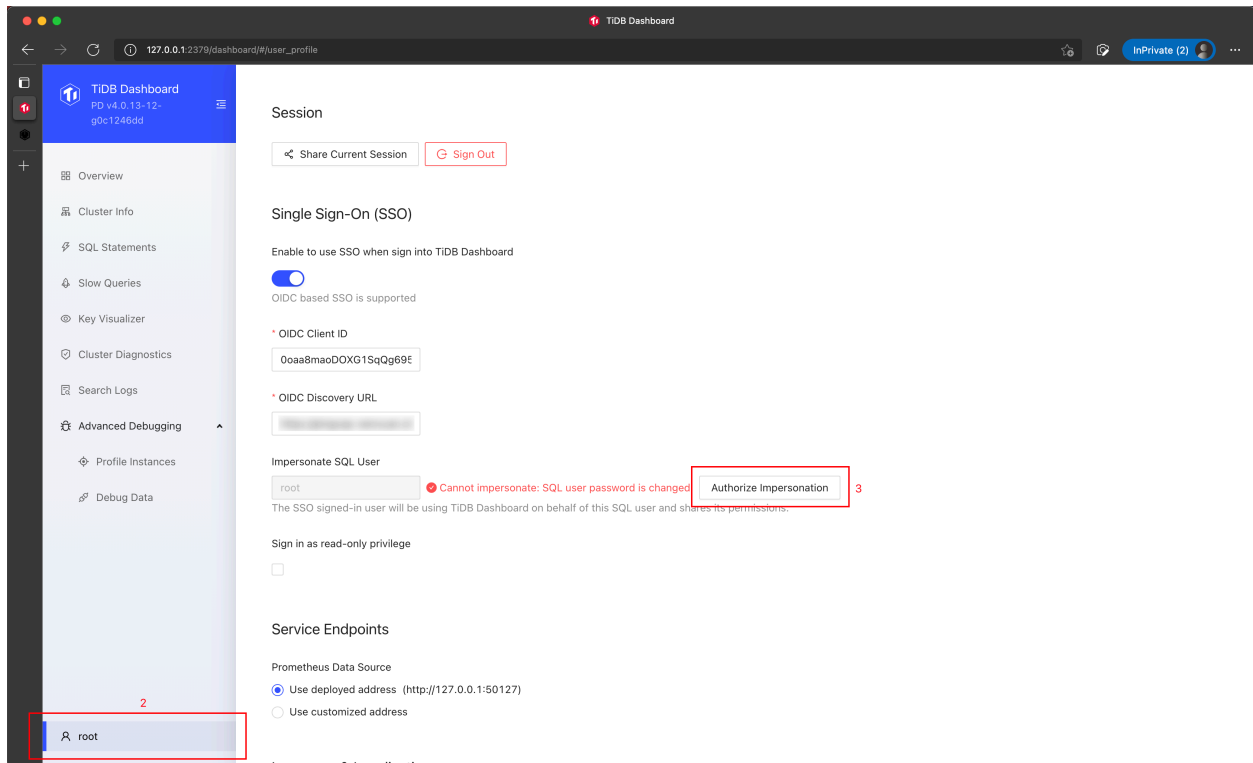 TiDB Dashboard
127.0.0.1:2379/dashboard/#/user_profile
InPrivate (2)
TiDB Dashboard
PD v4.0.13-12-
g0c1246dd
Overview
Cluster Info
SQL Statements
Slow Queries
Key Visualizer
Cluster Diagnostics
Search Logs
Advanced Debugging
Profile Instances
Debug Data
2
root
Session
Share Current Session
Sign Out
Single Sign-On (SSO)
Enable to use SSO when sign into TiDB Dashboard
OIDC based SSO is supported
* OIDC Client ID
0oaa8maoDOXG1SqQg695
* OIDC Discovery URL
Impersonate SQL User
root
Cannot impersonate: SQL user password is changed
Authorize Impersonation
3
The SSO signed-in user will be using TiDB Dashboard on behalf of this SQL user and shares its permissions.
Sign in as read-only privilege
Service Endpoints
Prometheus Data Source
Use deployed address (http://127.0.0.1:50127)
Use customized address